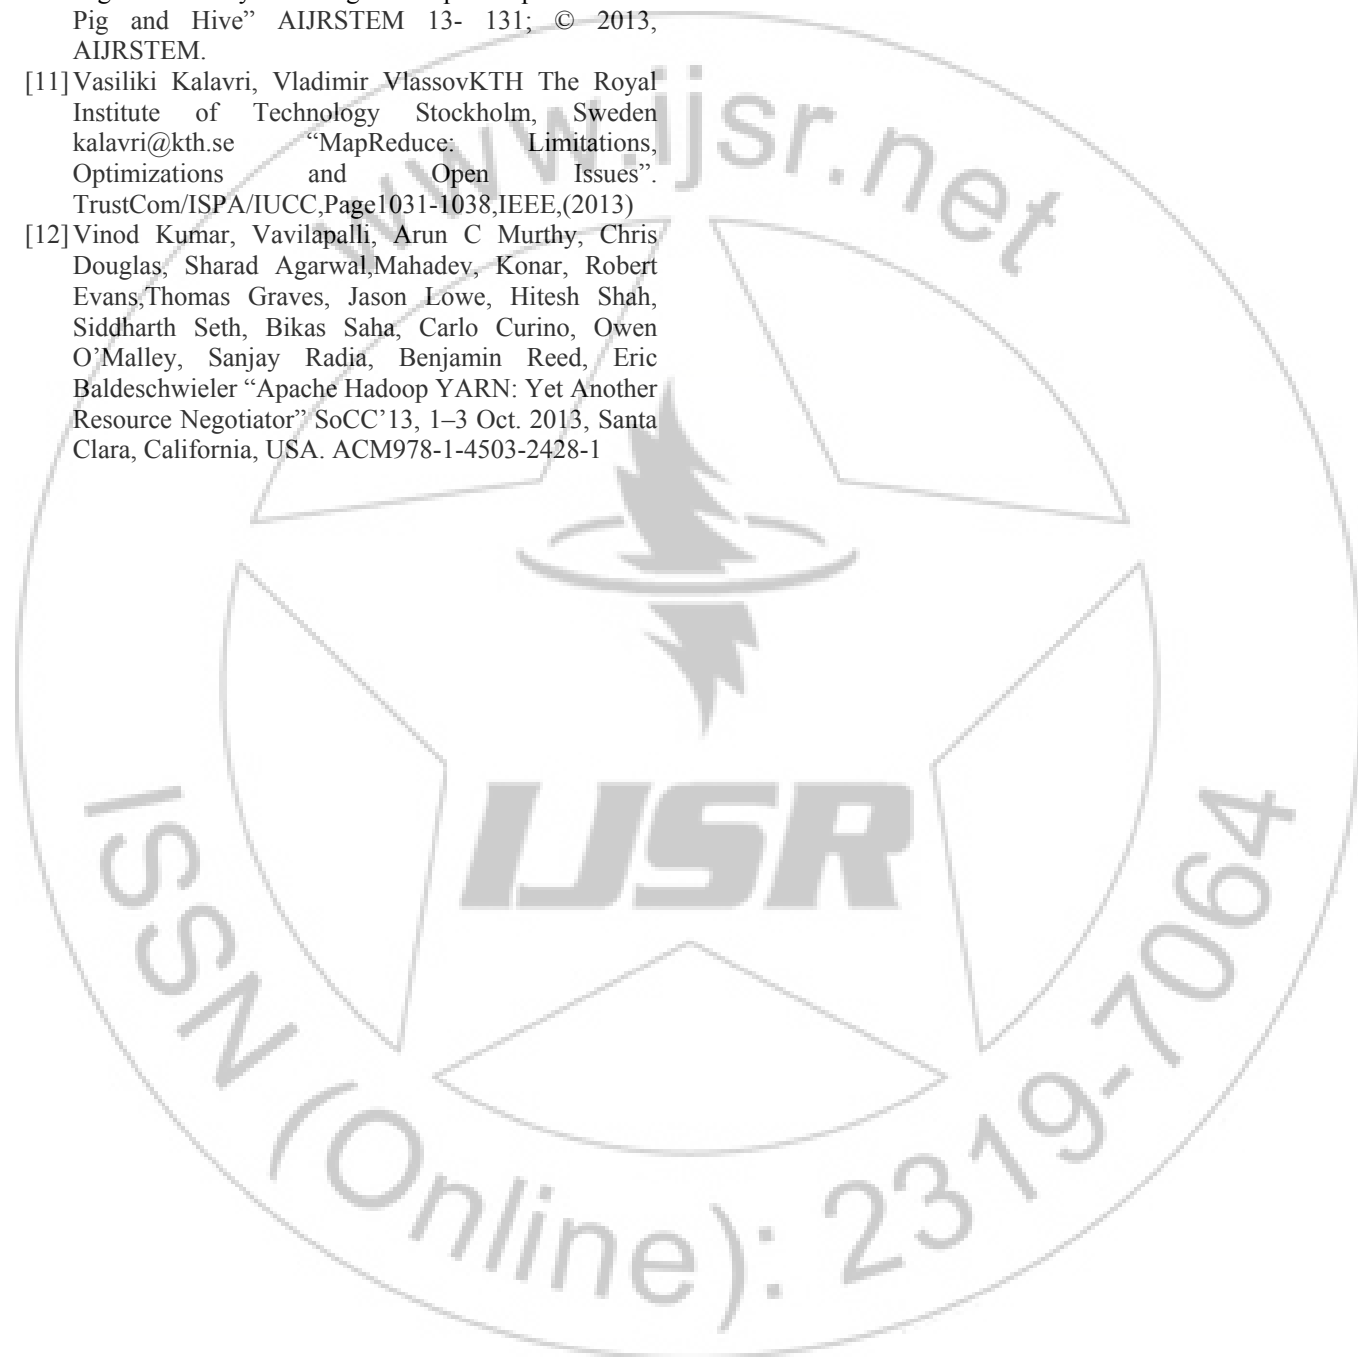 Pig and Hive” AIJRSTEM 13- 131; © 2013,
AIJRSTEM.
[11] Vasiliki Kalavri, Vladimir VlassovKTH The Royal
Institute of Technology Stockholm, Sweden
kalavri@kth.se “MapReduce: Limitations,
Optimizations and Open Issues”.
TrustCom/ISPA/IUCC,Page1031-1038,IEEE,(2013)
[12] Vinod Kumar, Vavilapalli, Arun C Murthy, Chris
Douglas, Sharad Agarwal,Mahadev, Konar, Robert
Evans,Thomas Graves, Jason Lowe, Hitesh Shah,
Siddharth Seth, Bikas Saha, Carlo Curino, Owen
O’Malley, Sanjay Radia, Benjamin Reed, Eric
Baldeschwieler “Apache Hadoop YARN: Yet Another
Resource Negotiator” SoCC’13, 1–3 Oct. 2013, Santa
Clara, California, USA. ACM978-1-4503-2428-1
www.ijsr.net
IJSR
ISSN (Online): 2319-7064